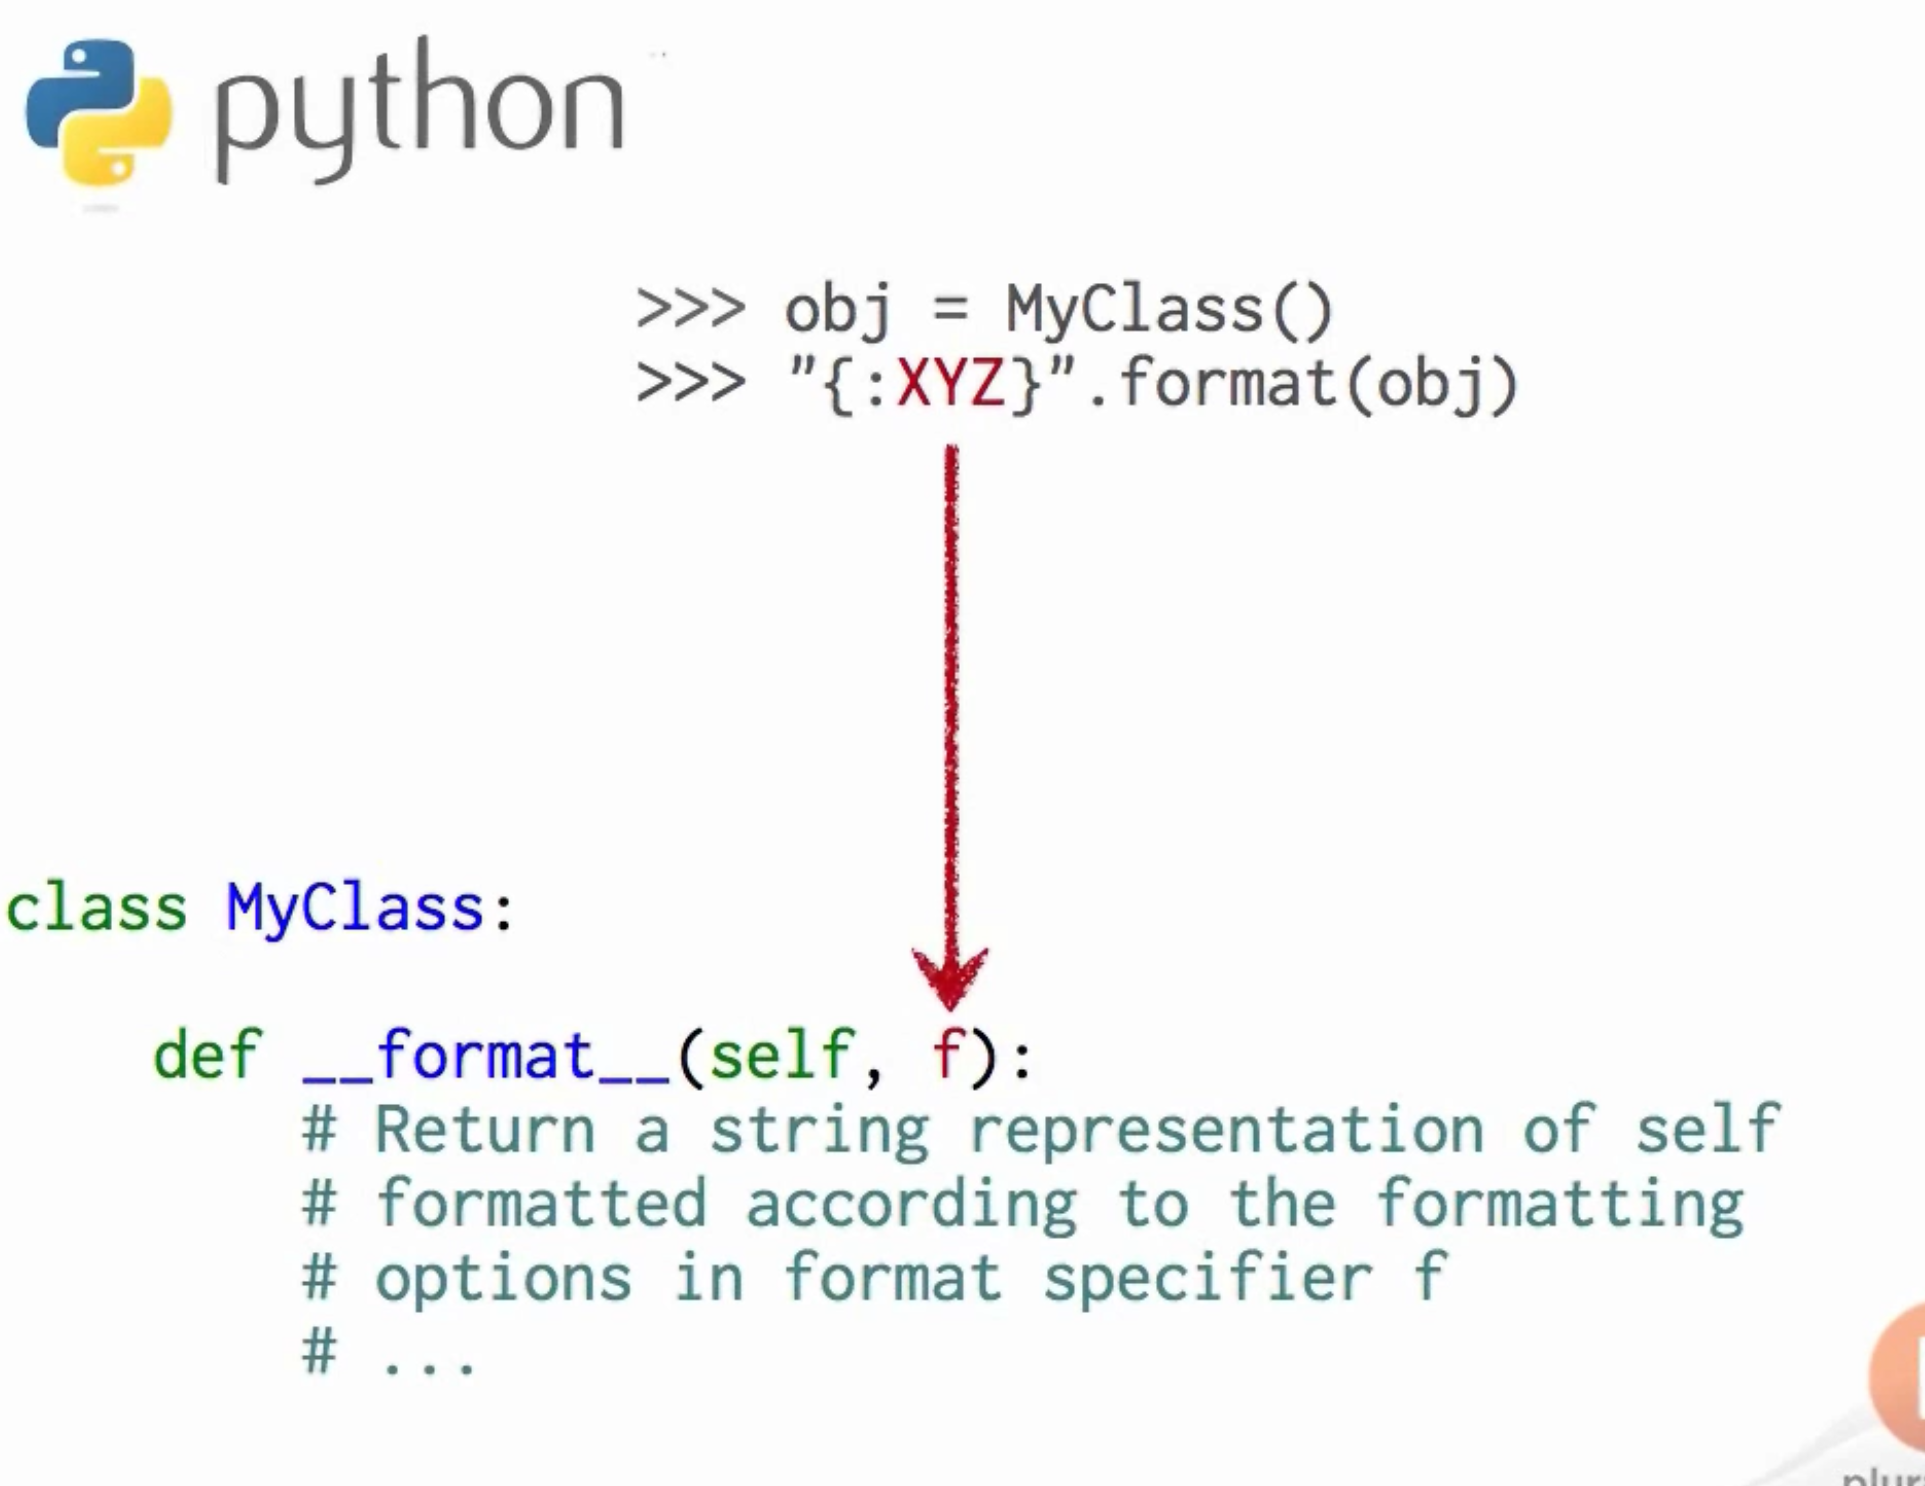 python
>>> obj = MyClass()
>>> "{:XYZ}".format(obj)
class MyClass:
def __format__(self, f):
# Return a string representation of self
# formatted according to the formatting
# options in format specifier f
# ...